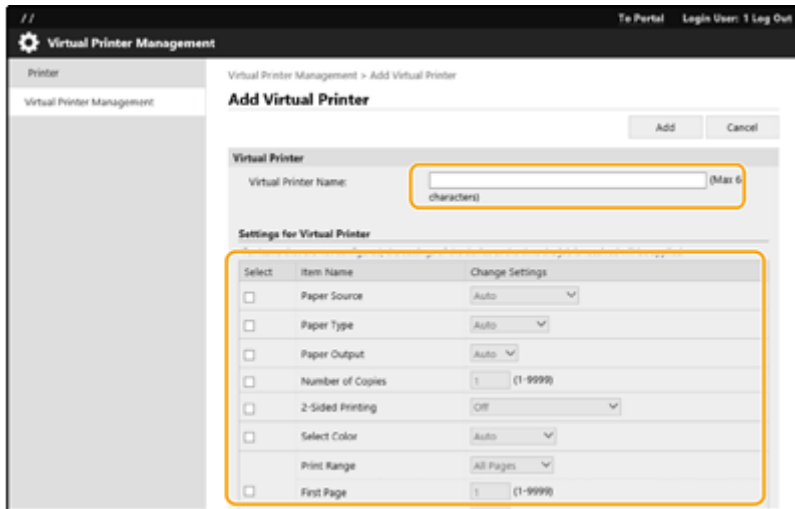 //
To Portal Login User: 1 Log Out
Virtual Printer Management
Printer
Virtual Printer Management
Virtual Printer Management > Add Virtual Printer
Add Virtual Printer
Add Cancel
Virtual Printer
Virtual Printer Name: (Max 6
characters)
Settings for Virtual Printer
Select Item Name Change Settings
Paper Source Auto
Paper Type Auto
Paper Output Auto
Number of Copies 1 (1-9999)
2-Sided Printing Off
Select Color Auto
Print Range All Pages
First Page 1 (1-9999)